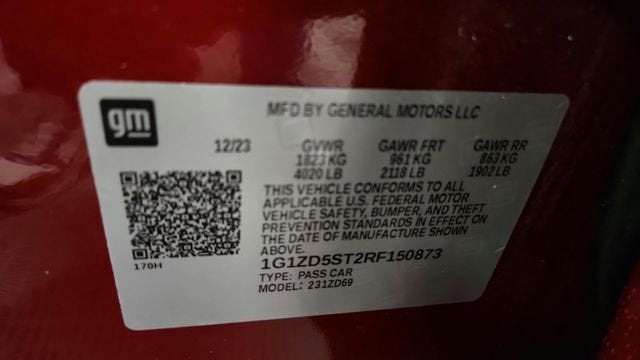 gm
MFD BY GENERAL MOTORS LLC
12/23 GVWR GAWR FRT GAWR RR
1823 KG 961 KG 863 KG
4020 LB 2118 LB 1902 LB
THIS VEHICLE CONFORMS TO ALL
APPLICABLE U.S. FEDERAL MOTOR
VEHICLE SAFETY, BUMPER, AND THEFT
PREVENTION STANDARDS IN EFFECT ON
THE DATE OF MANUFACTURE SHOWN
ABOVE.
170H
1G1ZD5ST2RF150873
TYPE: PASS CAR
MODEL: 231ZD69